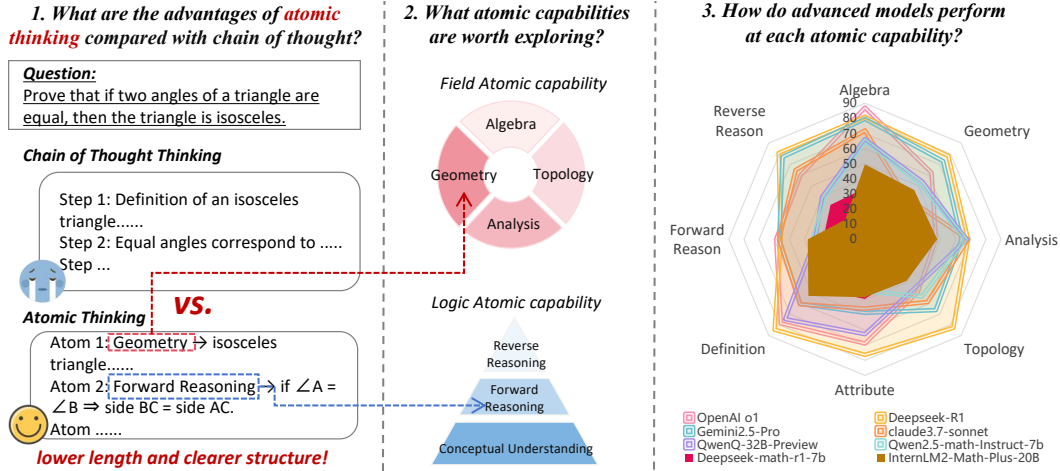 1. What are the advantages of atomic
thinking compared with chain of thought?
Question:
Prove that if two angles of a triangle are
equal, then the triangle is isosceles.
Chain of Thought Thinking
Step 1: Definition of an isosceles
triangle......
Step 2: Equal angles correspond to .....
Step ...
vs.
Atomic Thinking
Atom 1: Geometry → isosceles
triangle......
Atom 2: Forward Reasoning → if ∠A =
∠B ⇒ side BC = side AC.
Atom ......
lower length and clearer structure!
2. What atomic capabilities
are worth exploring?
Field Atomic capability
Algebra
Geometry
Topology
Analysis
Logic Atomic capability
Reverse
Reasoning
Forward
Reasoning
Conceptual Understanding
3. How do advanced models perform
at each atomic capability?
Algebra
90
80
70
60
50
40
30
20
10
0
Geometry
Analysis
Topology
Attribute
Definition
Forward
Reason
Reverse
Reason
OpenAI o1
Deepseek-R1
Gemini2.5-Pro
claude3.7-sonnet
QwenQ-32B-Preview
Qwen2.5-math-Instruct-7b
Deepseek-math-r1-7b
InternLM2-Math-Plus-20B